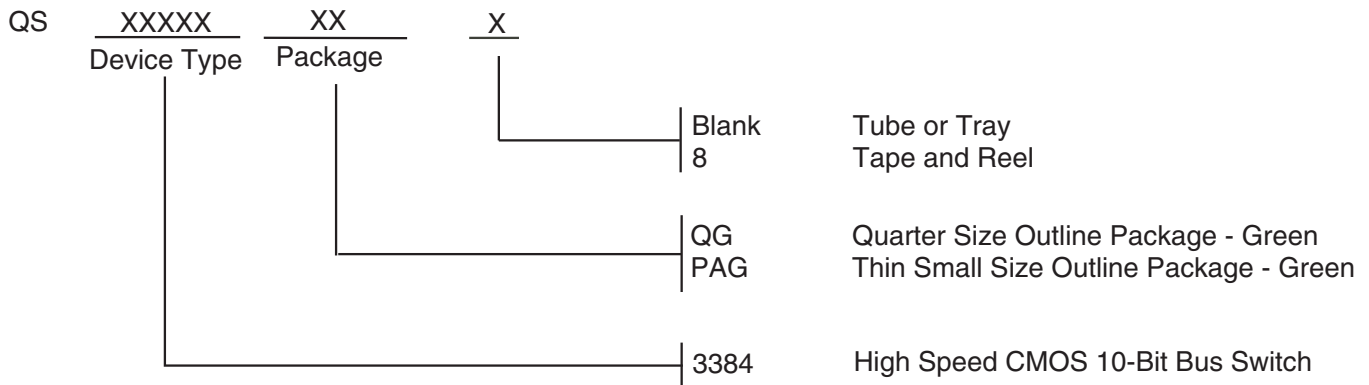 QS XXXXX XX X
Device Type Package
Blank Tube or Tray
8 Tape and Reel
QG Quarter Size Outline Package - Green
PAG Thin Small Size Outline Package - Green
3384 High Speed CMOS 10-Bit Bus Switch